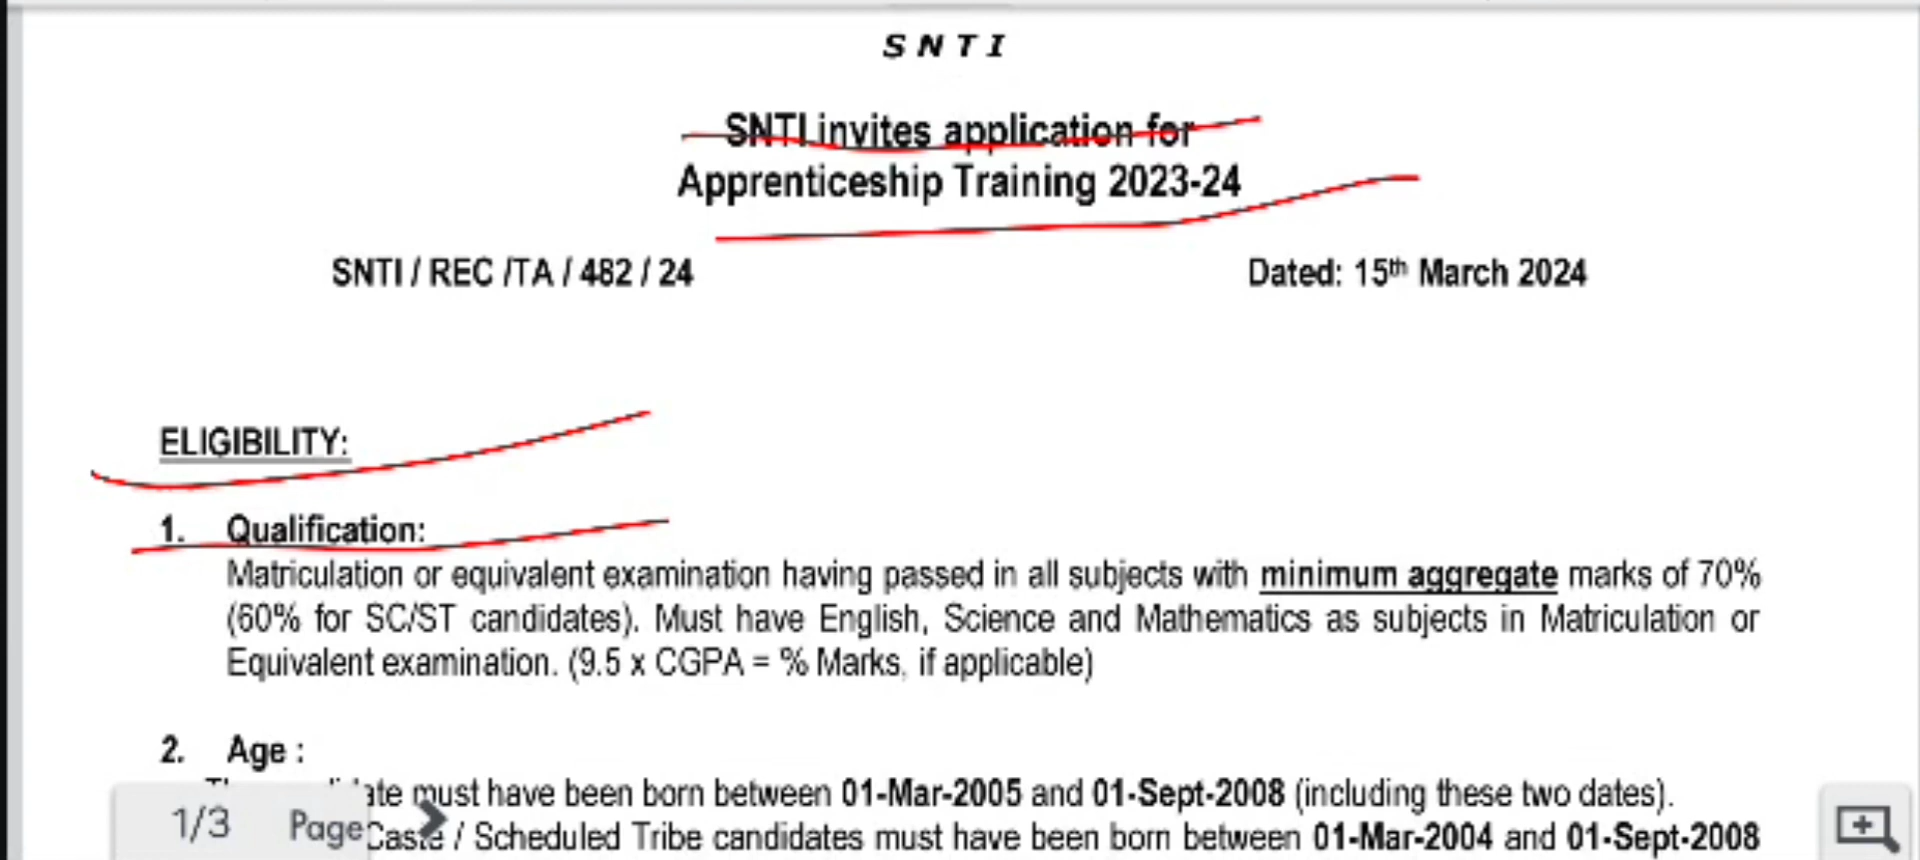 S N T I
SNTI invites application for
Apprenticeship Training 2023-24
SNTI / REC /TA / 482 / 24 Dated: 15th March 2024
ELIGIBILITY:
1. Qualification:
Matriculation or equivalent examination having passed in all subjects with minimum aggregate marks of 70%
(60% for SC/ST candidates). Must have English, Science and Mathematics as subjects in Matriculation or
Equivalent examination. (9.5 x CGPA = % Marks, if applicable)
2. Age :
must have been born between 01-Mar-2005 and 01-Sept-2008 (including these two dates).
Caste / Scheduled Tribe candidates must have been born between 01-Mar-2004 and 01-Sept-2008
1/3 Page